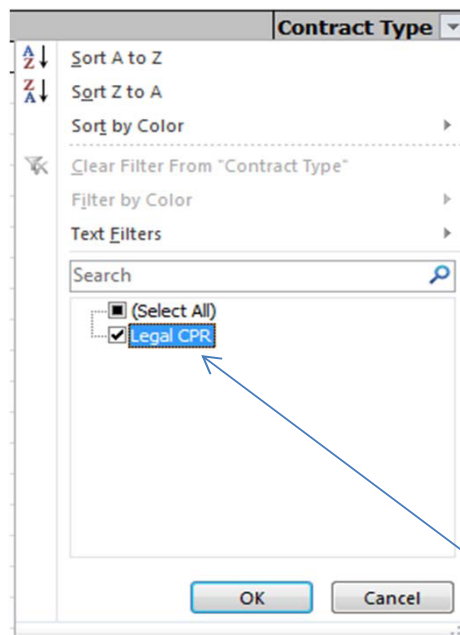 Contract Type
Sort A to Z
Sort Z to A
Sort by Color
Clear Filter From "Contract Type"
Filter by Color
Text Filters
Search
(Select All)
Legal CPR
OK
Cancel